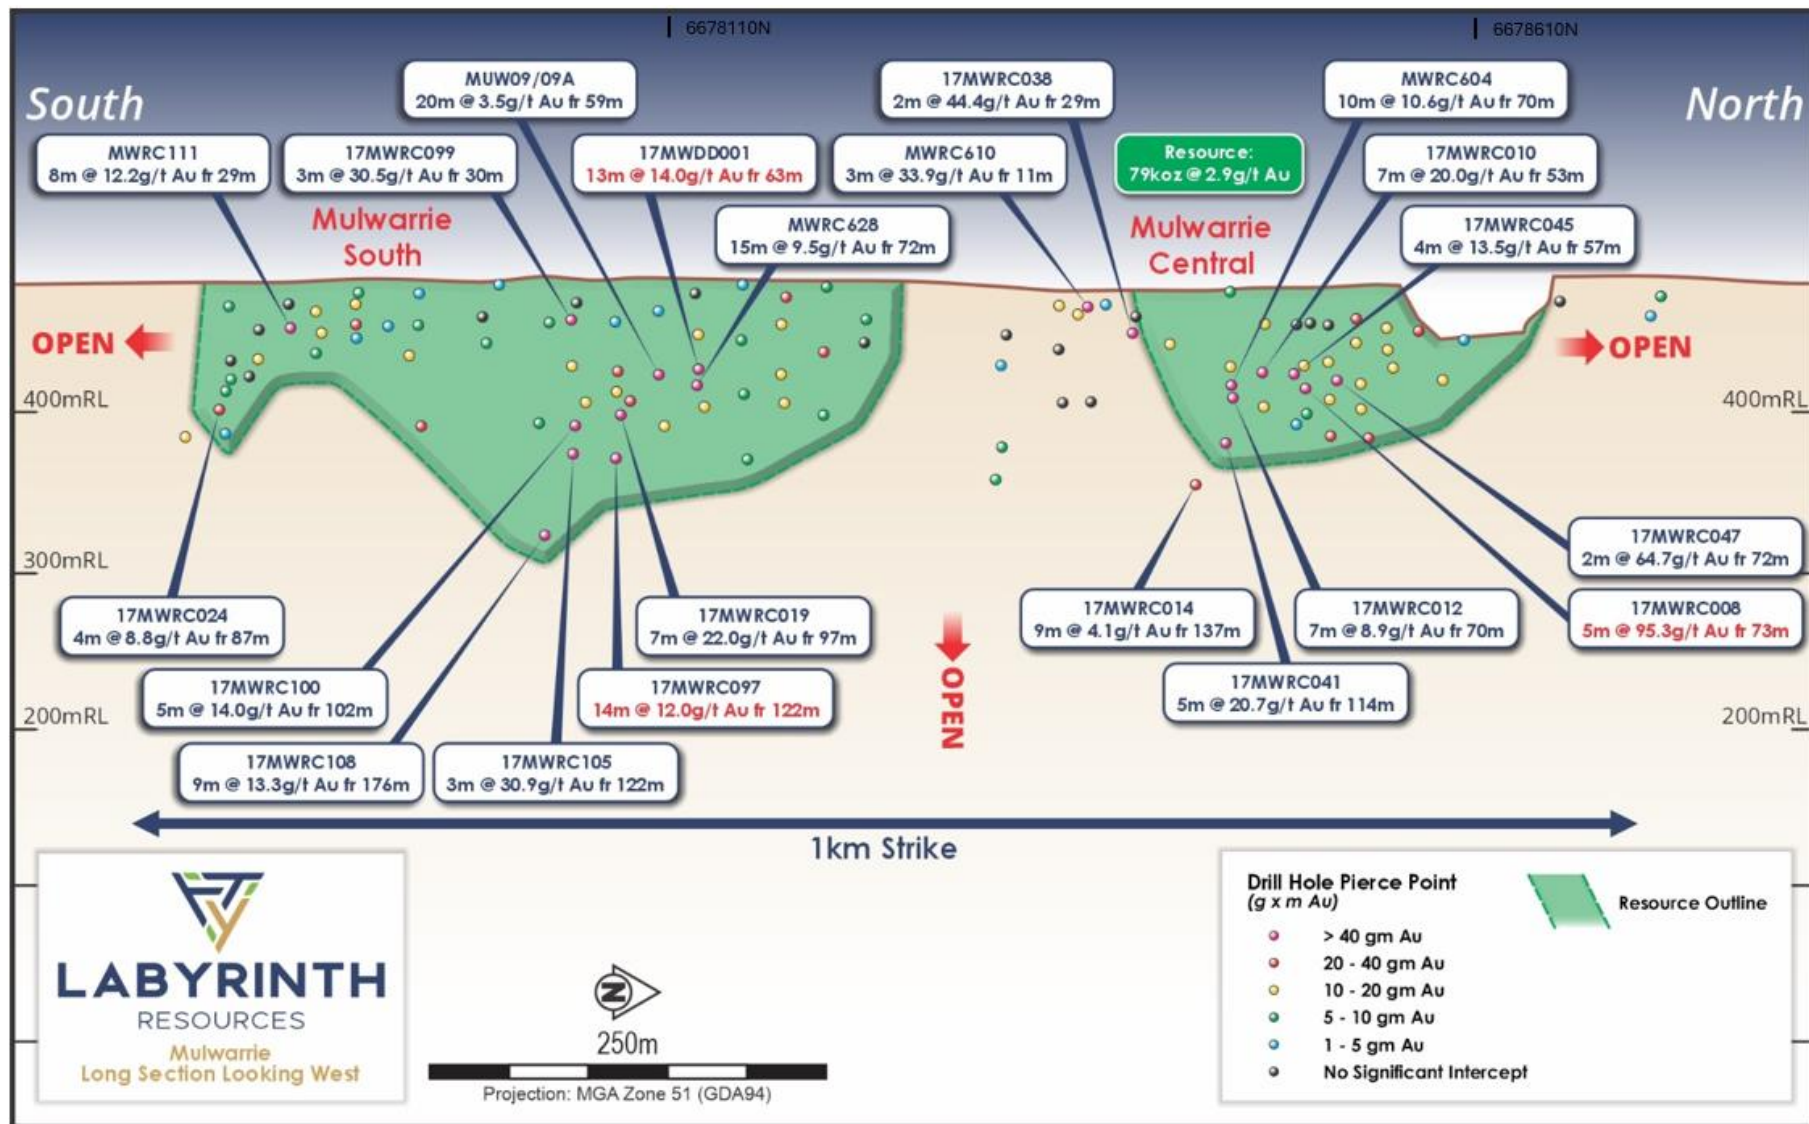 6678110N
6678610N
South
North
MUW09/09A
20m @ 3.5g/t Au fr 59m
17MWRC038
2m @ 44.4g/t Au fr 29m
MWRC604
10m @ 10.6g/t Au fr 70m
MWRC111
8m @ 12.2g/t Au fr 29m
17MWRC099
3m @ 30.5g/t Au fr 30m
17MWDD001
13m @ 14.0g/t Au fr 63m
MWRC610
3m @ 33.9g/t Au fr 11m
Resource:
79koz @ 2.9g/t Au
17MWRC010
7m @ 20.0g/t Au fr 53m
Mulwarrie
South
MWRC628
15m @ 9.5g/t Au fr 72m
Mulwarrie
Central
17MWRC045
4m @ 13.5g/t Au fr 57m
OPEN
OPEN
400mRL
400mRL
300mRL
17MWRC047
2m @ 64.7g/t Au fr 72m
17MWRC024
4m @ 8.8g/t Au fr 87m
17MWRC019
7m @ 22.0g/t Au fr 97m
17MWRC014
9m @ 4.1g/t Au fr 137m
17MWRC012
7m @ 8.9g/t Au fr 70m
17MWRC008
5m @ 95.3g/t Au fr 73m
17MWRC100
5m @ 14.0g/t Au fr 102m
17MWRC097
14m @ 12.0g/t Au fr 122m
OPEN
17MWRC041
5m @ 20.7g/t Au fr 114m
200mRL
200mRL
17MWRC108
9m @ 13.3g/t Au fr 176m
17MWRC105
3m @ 30.9g/t Au fr 122m
1km Strike
LABYRINTH
RESOURCES
Mulwarrie
Long Section Looking West
N
250m
Projection: MGA Zone 51 (GDA94)
Drill Hole Pierce Point
(g x m Au)
> 40 gm Au
20 - 40 gm Au
10 - 20 gm Au
5 - 10 gm Au
1 - 5 gm Au
No Significant Intercept
Resource Outline